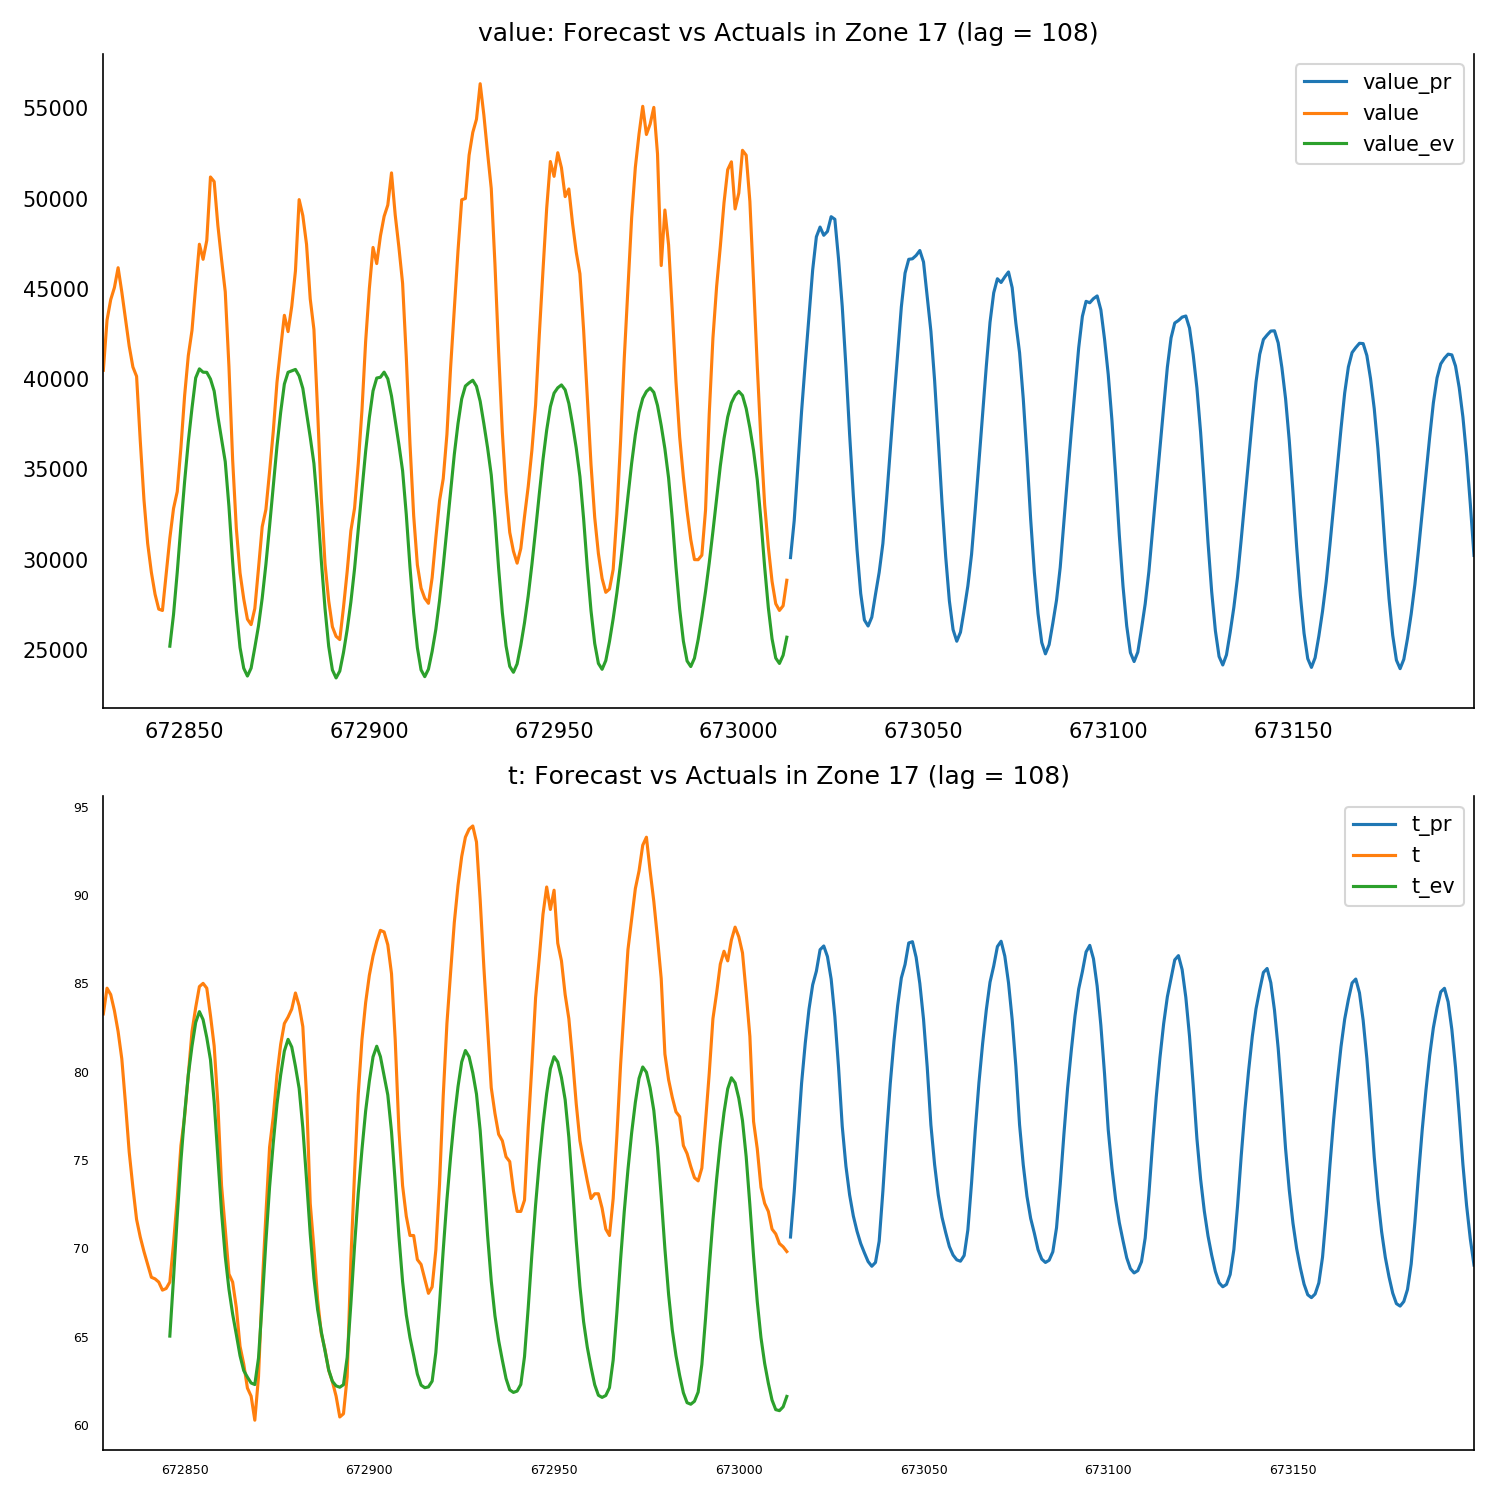 value: Forecast vs Actuals in Zone 17 (lag = 108)
value_pr
value
value_ev
55000
50000
45000
40000
35000
30000
25000
672850 672900 672950 673000 673050 673100 673150
t: Forecast vs Actuals in Zone 17 (lag = 108)
t_pr
t
t_ev
95
90
85
80
75
70
65
60
672850 672900 672950 673000 673050 673100 673150